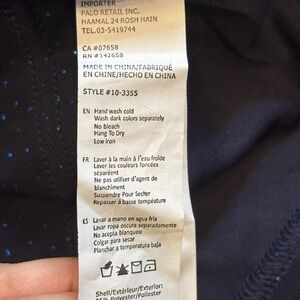 IMPORTER
PALO RETAIL INC.
HAAMAL 24 ROSH HAIN
TEL.03-5419744
CA #07658
RN #142658
MADE IN CHINA/FABRIQUÉ
EN CHINE/HECHO EN CHINA
STYLE #10-3355
EN Hand wash cold
Wash dark colors separately
No bleach
Hang To Dry
Low iron
FR Laver à la main à l'eau froide
Laver les couleurs foncées
séparément
Ne pas utiliser d'agent de
blanchiment
Suspendre Pour Secher
Repasser à basse température
ES Lavar a mano en agua fria
Lavar ropa oscura separadamente
No acepta blanqueo
Colgar para secar
Planchar a temperatura baja
Shell/Extérieur/Exterior:
Polyester/Poliester